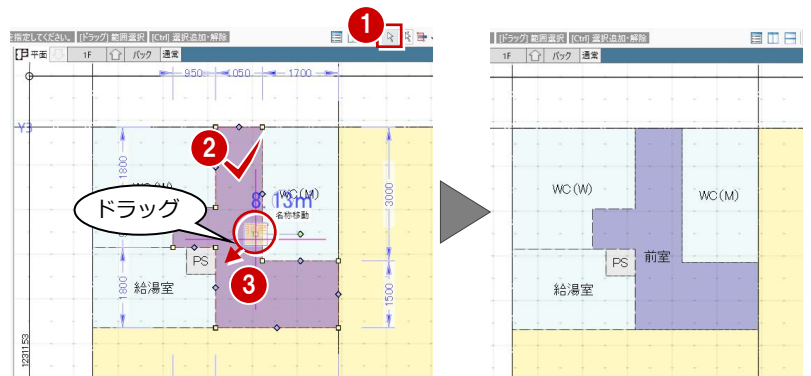 を指定してください。 [ドラッグ] 範囲選択 [Ctrl] 選択追加・解除
1
平面 1F バック 通常
950 1050 1700
Y3
2
1800
WC(M)
8.13m
名称移動
3000
ドラッグ
PS
3
給湯室
1800
1500
12311.53
[ドラッグ] 範囲選択 [Ctrl] 選択追加・解除
1F バック 通常
WC(W)
WC(M)
PS
前室
給湯室